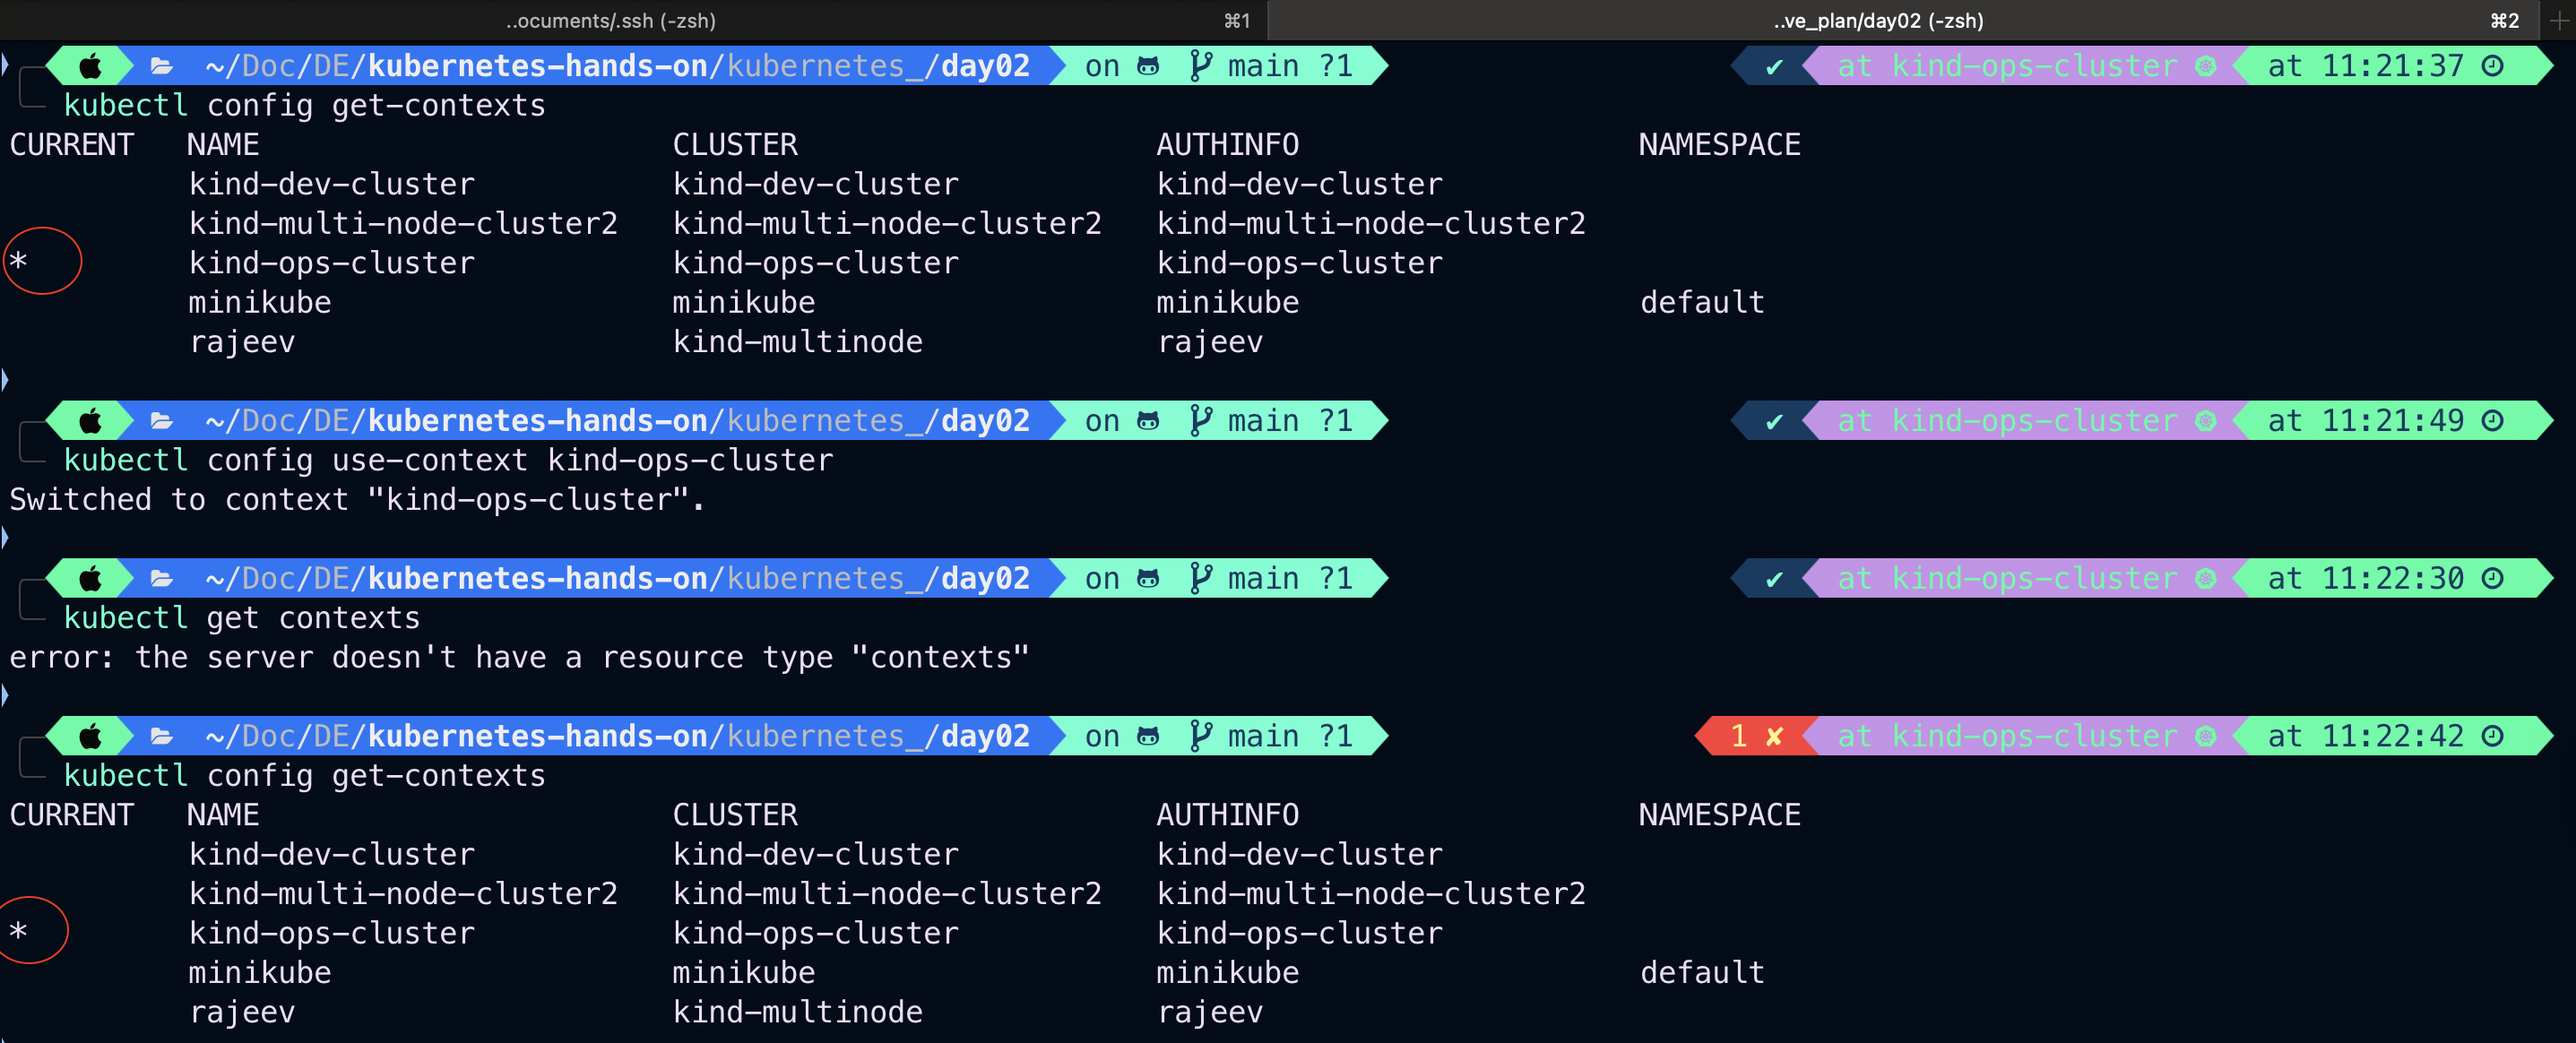 ..ocuments/.ssh (-zsh) ⌘1 ..ve_plan/day02 (-zsh) ⌘2 +
~/Doc/DE/kubernetes-hands-on/kubernetes_/day02 on main ?1 ✔ at kind-ops-cluster at 11:21:37
kubectl config get-contexts
CURRENT NAME CLUSTER AUTHINFO NAMESPACE
kind-dev-cluster kind-dev-cluster kind-dev-cluster
kind-multi-node-cluster2 kind-multi-node-cluster2 kind-multi-node-cluster2
* kind-ops-cluster kind-ops-cluster kind-ops-cluster
minikube minikube minikube default
rajeev kind-multinode rajeev
~/Doc/DE/kubernetes-hands-on/kubernetes_/day02 on main ?1 ✔ at kind-ops-cluster at 11:21:49
kubectl config use-context kind-ops-cluster
Switched to context "kind-ops-cluster".
~/Doc/DE/kubernetes-hands-on/kubernetes_/day02 on main ?1 ✔ at kind-ops-cluster at 11:22:30
kubectl get contexts
error: the server doesn't have a resource type "contexts"
~/Doc/DE/kubernetes-hands-on/kubernetes_/day02 on main ?1 1 ✘ at kind-ops-cluster at 11:22:42
kubectl config get-contexts
CURRENT NAME CLUSTER AUTHINFO NAMESPACE
kind-dev-cluster kind-dev-cluster kind-dev-cluster
kind-multi-node-cluster2 kind-multi-node-cluster2 kind-multi-node-cluster2
* kind-ops-cluster kind-ops-cluster kind-ops-cluster
minikube minikube minikube default
rajeev kind-multinode rajeev